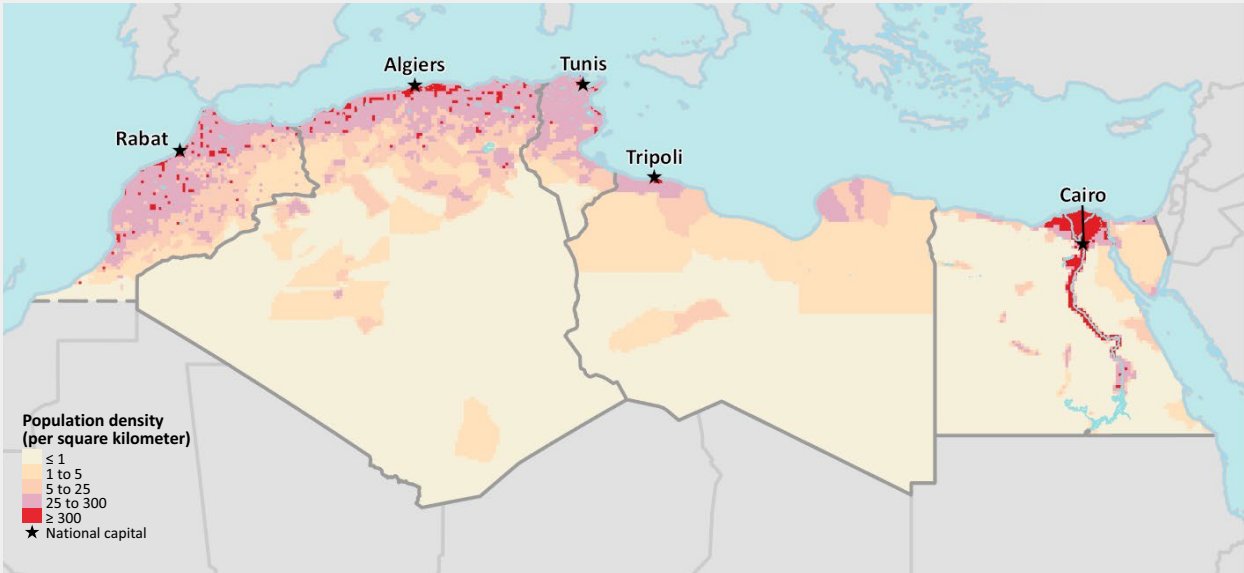 Algiers
Tunis
Rabat
Tripoli
Cairo
Population density
(per square kilometer)
≤ 1
1 to 5
5 to 25
25 to 300
≥ 300
National capital